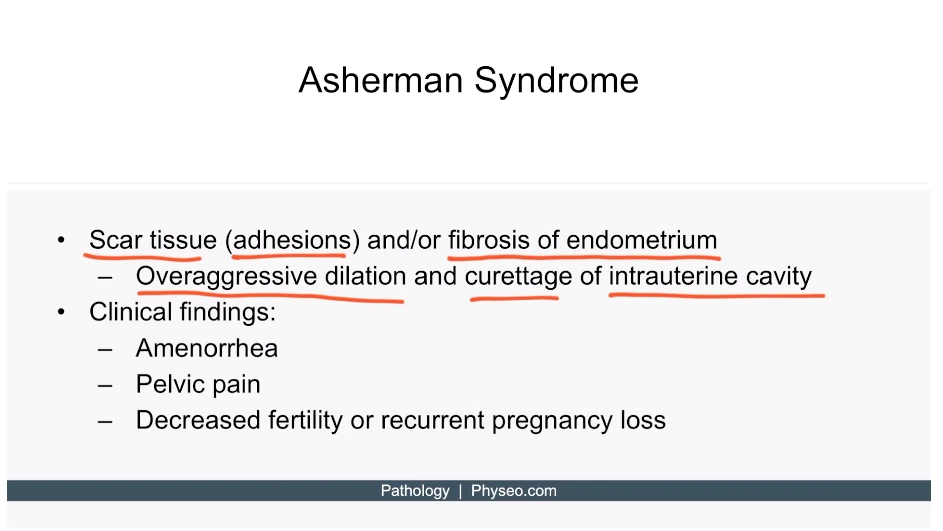 Asherman Syndrome
• Scar tissue (adhesions) and/or fibrosis of endometrium
– Overaggressive dilation and curettage of intrauterine cavity
• Clinical findings:
– Amenorrhea
– Pelvic pain
– Decreased fertility or recurrent pregnancy loss
Pathology | Physeo.com